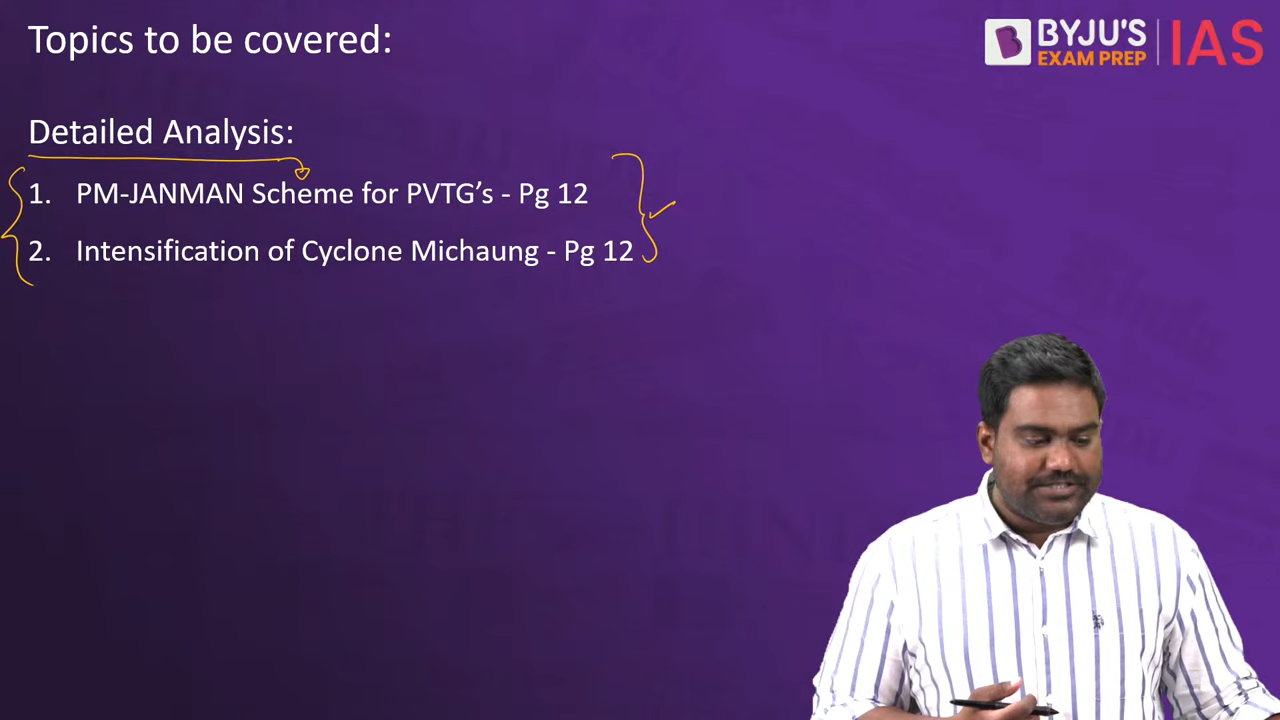 Topics to be covered:
BYJU'S
EXAM PREP
IAS
Detailed Analysis:
1. PM-JANMAN Scheme for PVTG’s - Pg 12
2. Intensification of Cyclone Michaung - Pg 12